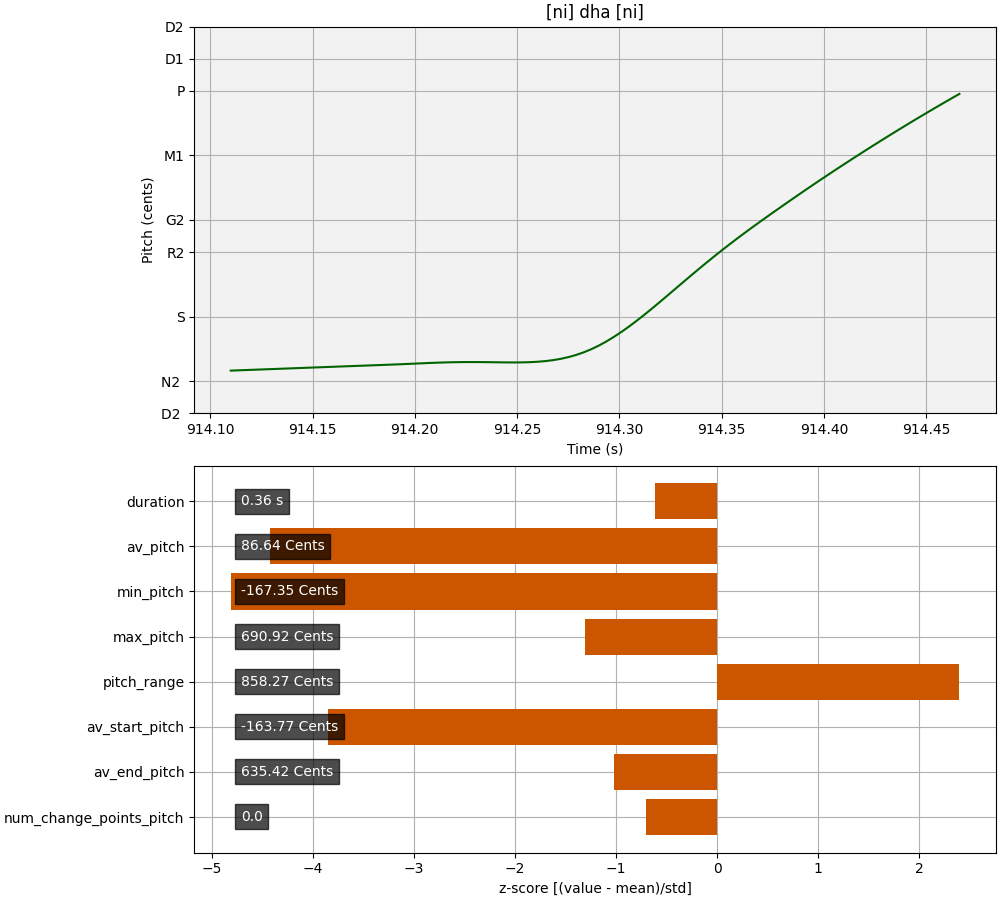 [ni] dha [ni]
D2
D1
P
M1
G2
R2
S
N2
D2
Pitch (cents)
914.10 914.15 914.20 914.25 914.30 914.35 914.40 914.45
Time (s)
duration 0.36 s
av_pitch 86.64 Cents
min_pitch -167.35 Cents
max_pitch 690.92 Cents
pitch_range 858.27 Cents
av_start_pitch -163.77 Cents
av_end_pitch 635.42 Cents
num_change_points_pitch 0.0
−5 −4 −3 −2 −1 0 1 2
z-score [(value - mean)/std]